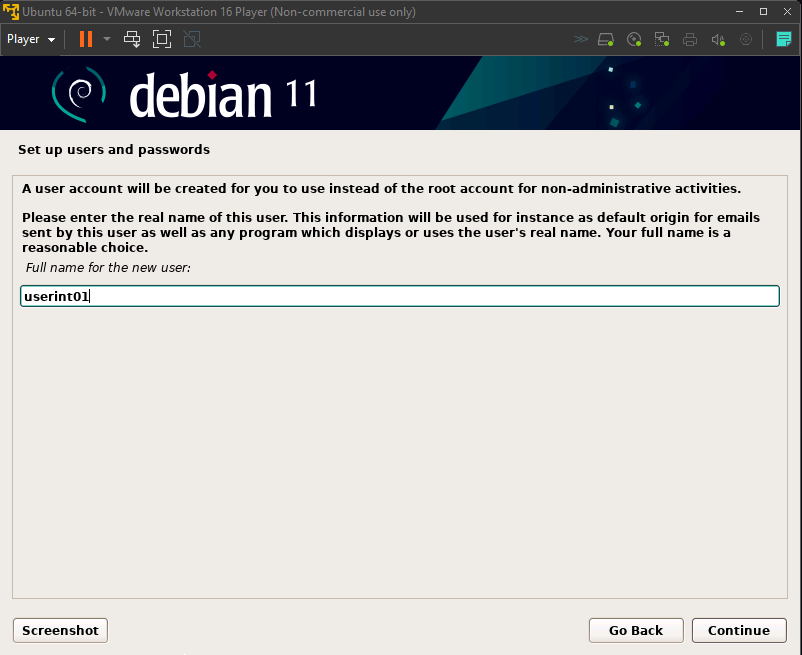 Ubuntu 64-bit - VMware Workstation 16 Player (Non-commercial use only)
Player
debian 11
Set up users and passwords
A user account will be created for you to use instead of the root account for non-administrative activities.
Please enter the real name of this user. This information will be used for instance as default origin for emails
sent by this user as well as any program which displays or uses the user's real name. Your full name is a
reasonable choice.
Full name for the new user:
userint01
Screenshot
Go Back
Continue